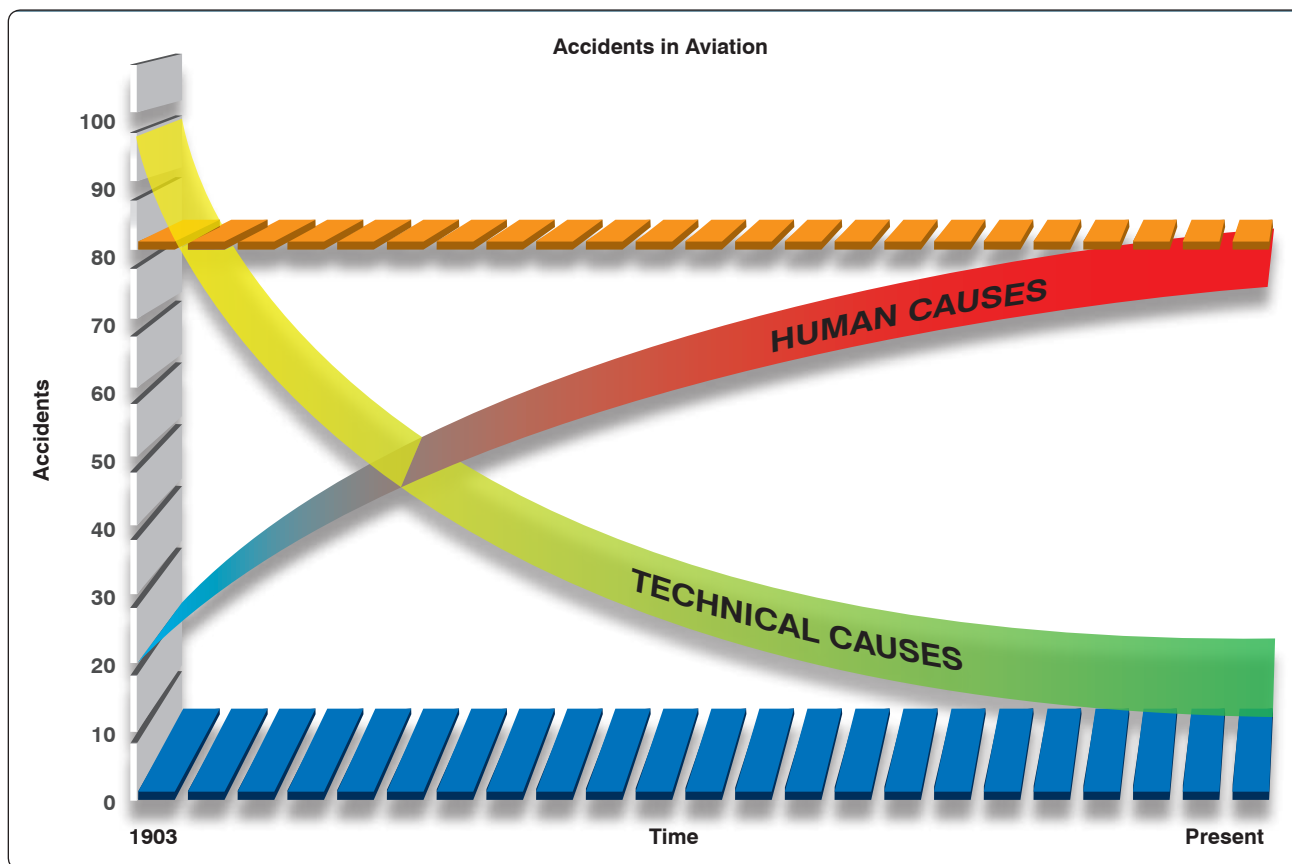 Accidents in Aviation
100
90
80
70
60
50
40
30
20
10
0
Accidents
HUMAN CAUSES
TECHNICAL CAUSES
1903
Time
Present